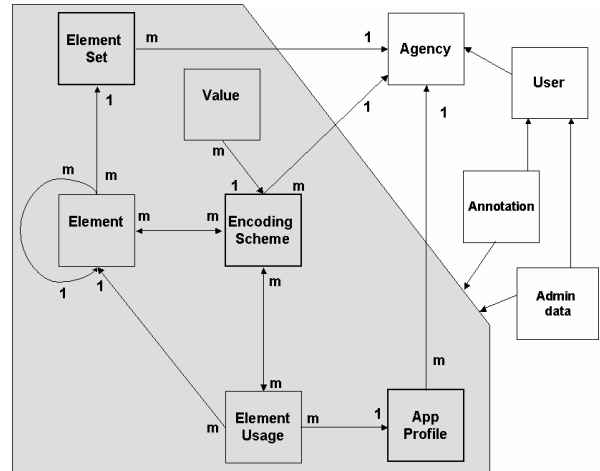 Element
Set
m
1
Agency
User
Value
1
1
1
m
m
m
1
m
Element
m
m
Encoding
Scheme
Annotation
1
1
m
Admin
data
m
m
m
Element
Usage
m
1
App
Profile